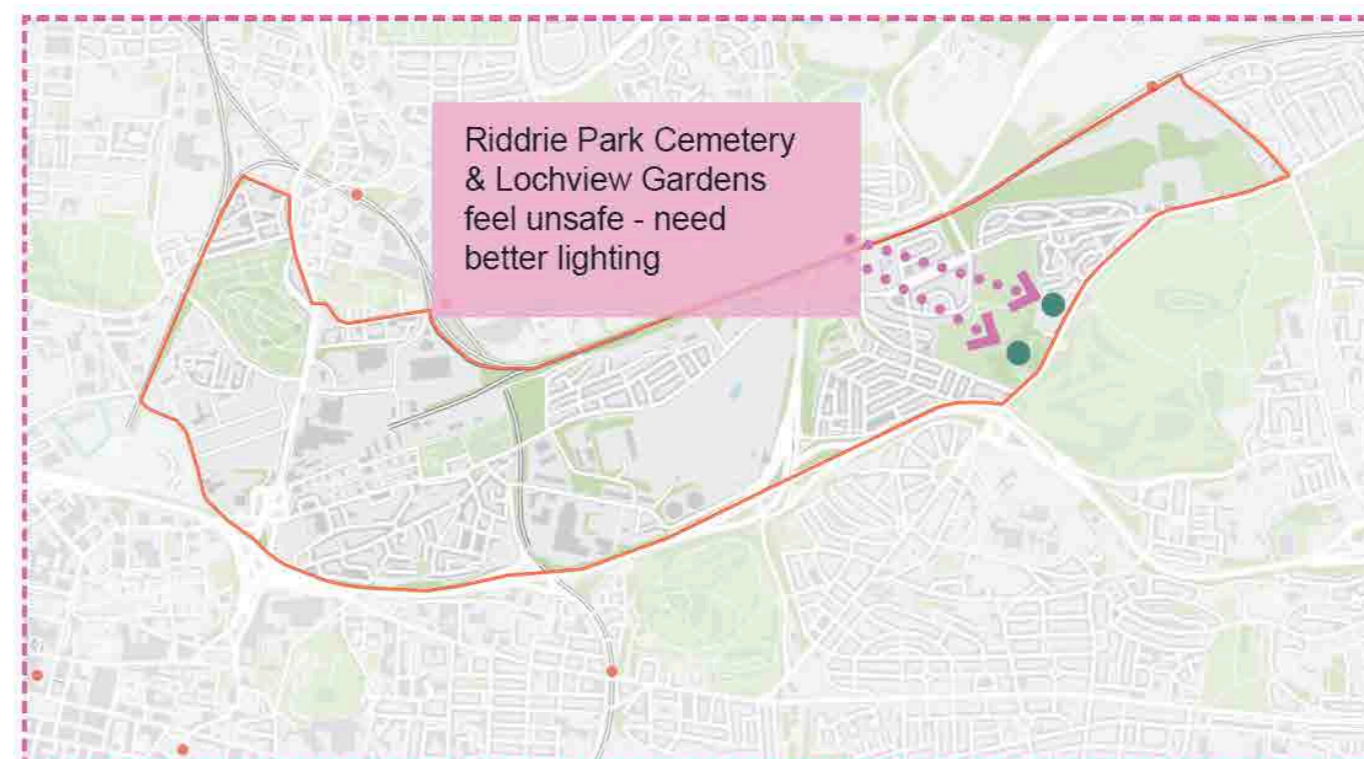 Riddrie Park Cemetery
& Lochview Gardens
feel unsafe - need
better lighting